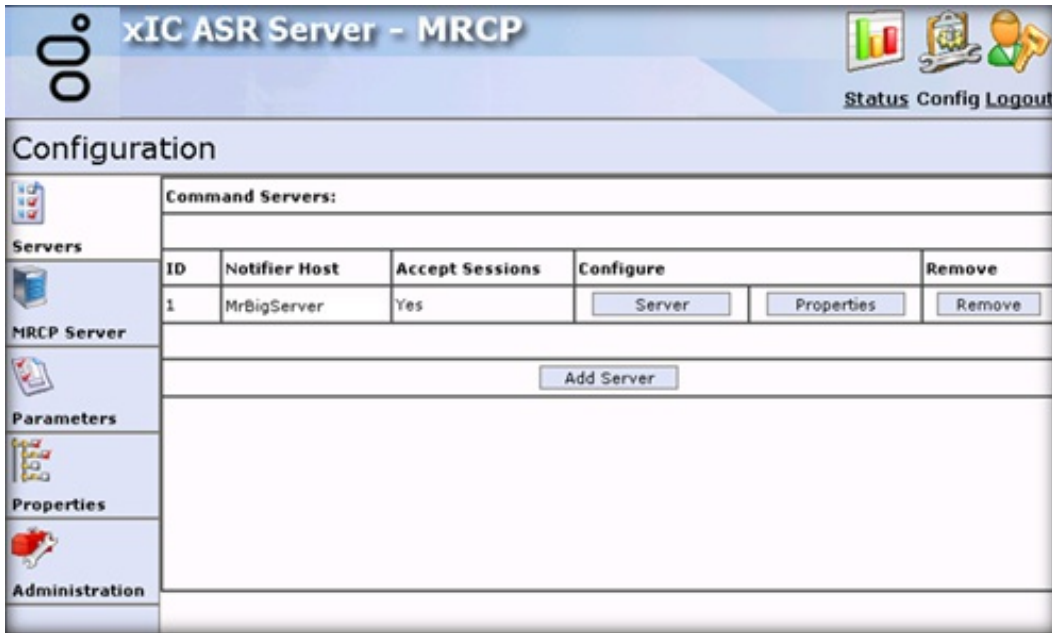 xIC ASR Server - MRCP
Status Config Logout
Configuration
Servers
MRCP Server
Parameters
Properties
Administration
Command Servers:
ID Notifier Host Accept Sessions Configure Remove
1 MrBigServer Yes Server Properties Remove
Add Server